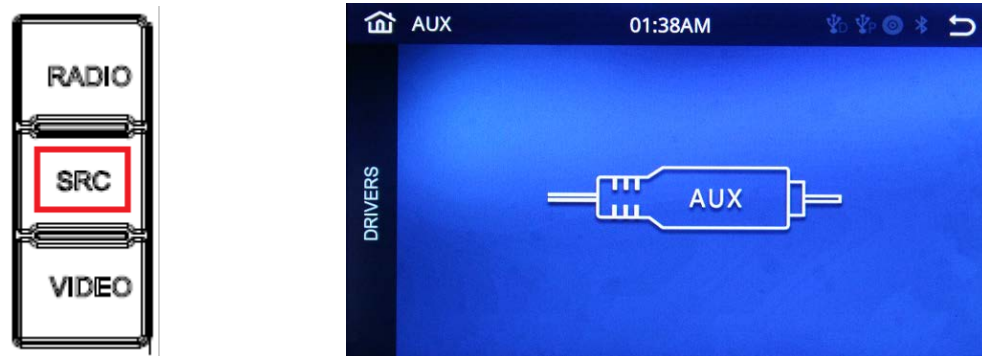 RADIO
SRC
VIDEO
AUX 01:38AM
D P
DRIVERS
AUX